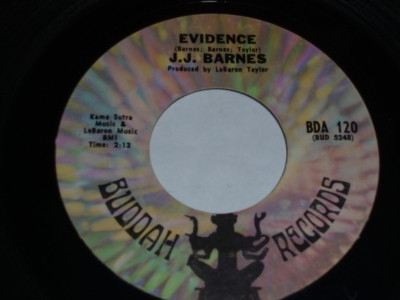 EVIDENCE
(Barnes; Barnes; Taylor)
J.J. BARNES
Produced by LeBaron Taylor
Kama Sutra
Music &
LeBaron Music
BMI
Time: 2:13
BDA 120
(BUD 5248)
BUDDAH RECORDS